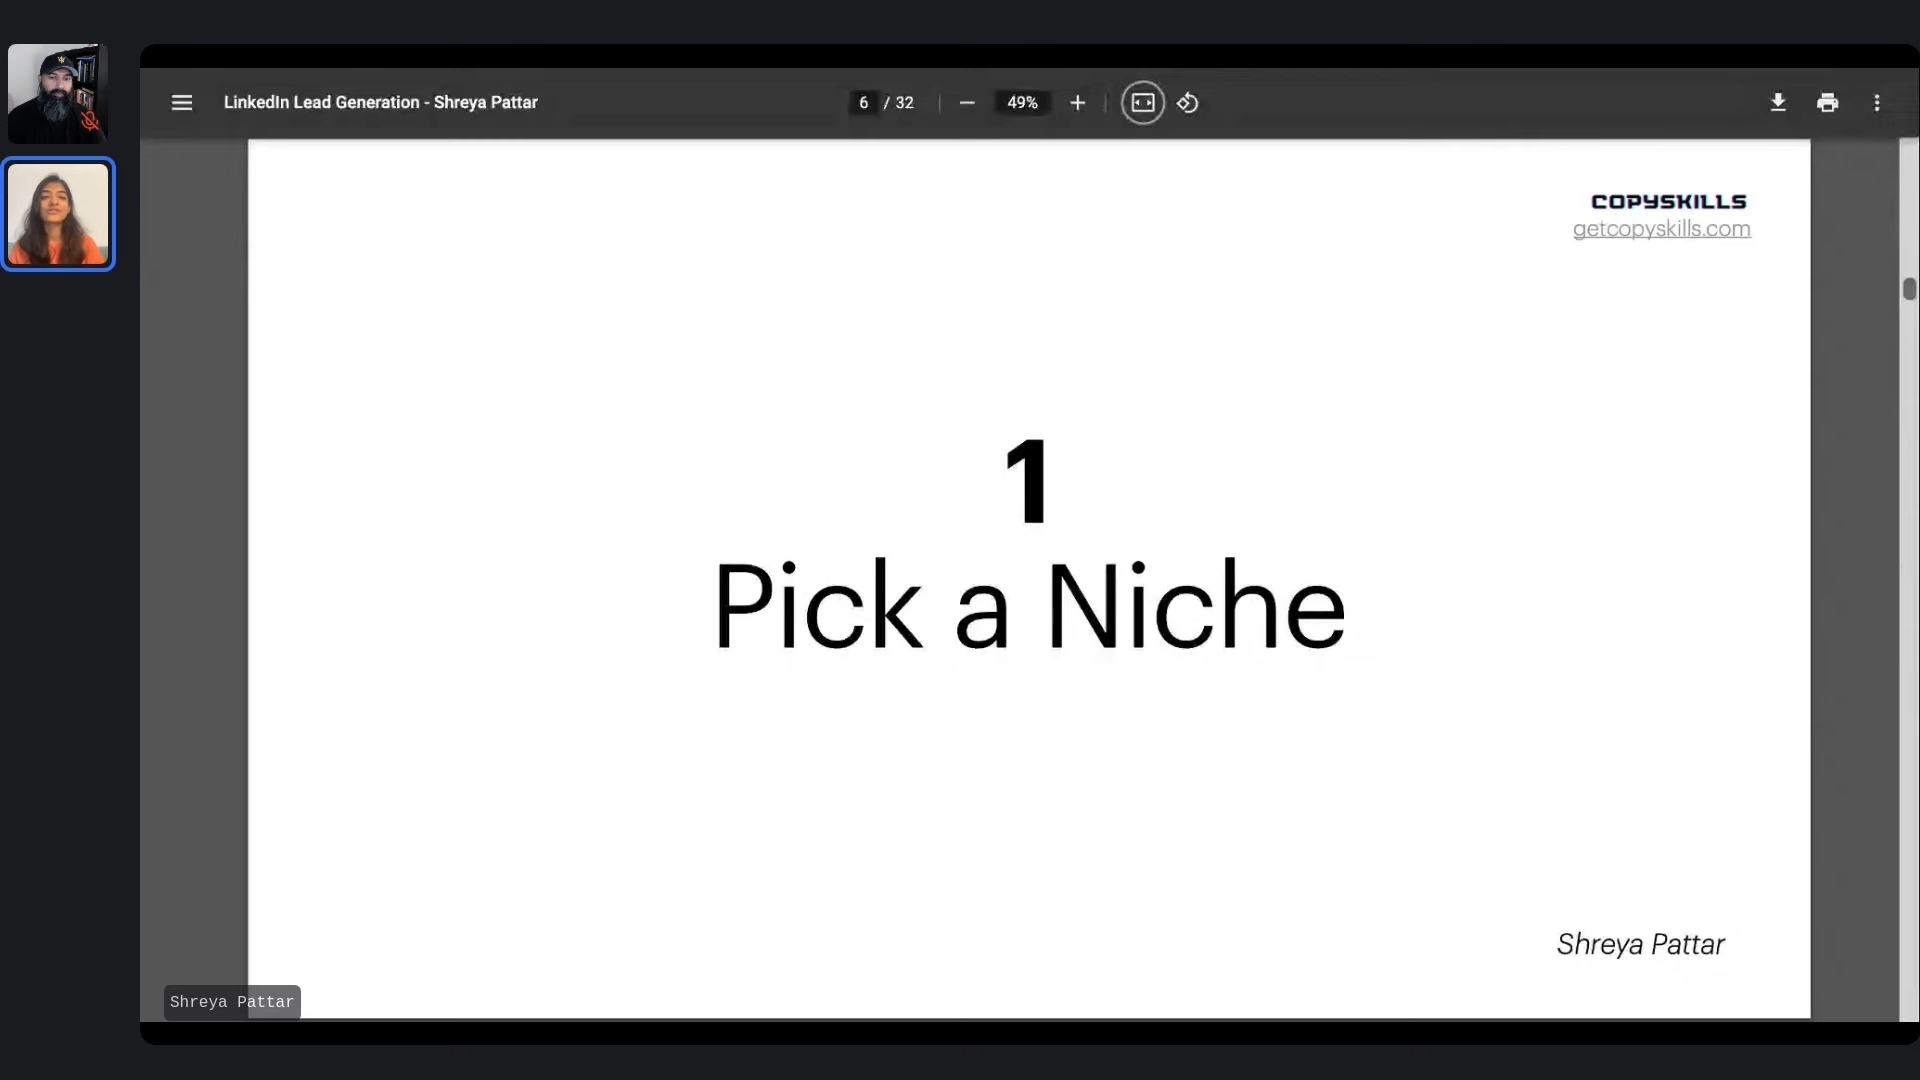 LinkedIn Lead Generation - Shreya Pattar
6 / 32
49%
COPYSKILLS
getcopyskills.com
1
Pick a Niche
Shreya Pattar
Shreya Pattar